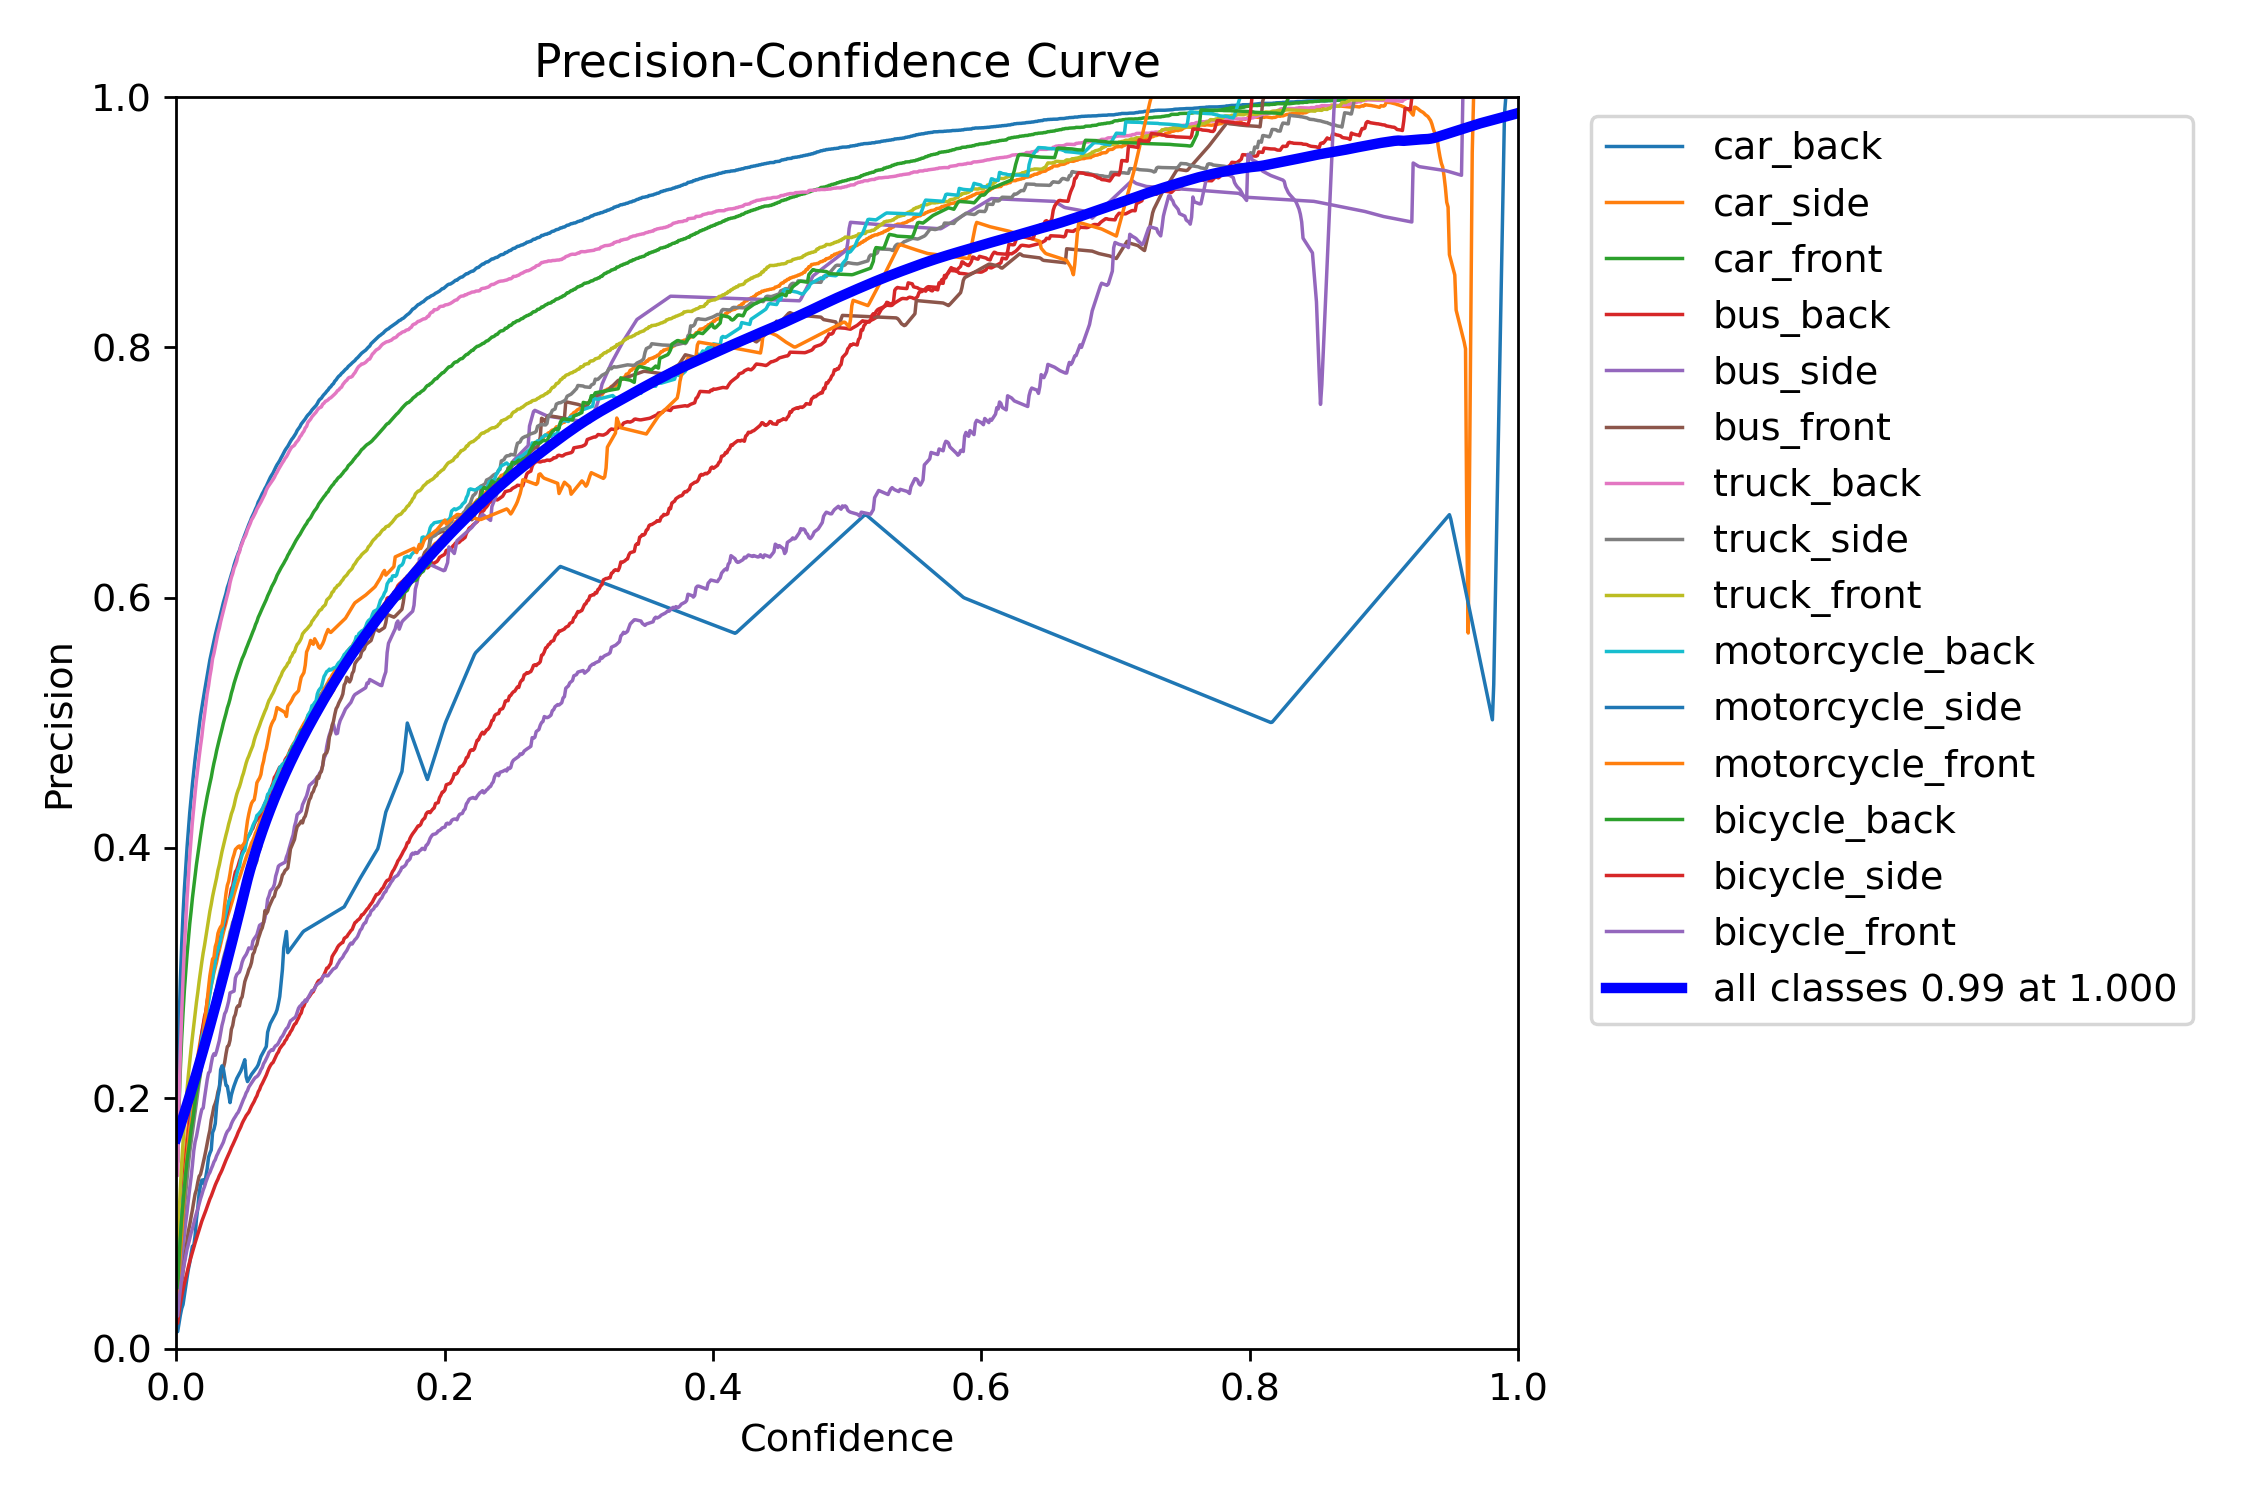 Precision-Confidence Curve
1.0
0.8
0.6
0.4
0.2
0.0
Precision
0.0 0.2 0.4 0.6 0.8 1.0
Confidence
car_back
car_side
car_front
bus_back
bus_side
bus_front
truck_back
truck_side
truck_front
motorcycle_back
motorcycle_side
motorcycle_front
bicycle_back
bicycle_side
bicycle_front
all classes 0.99 at 1.000